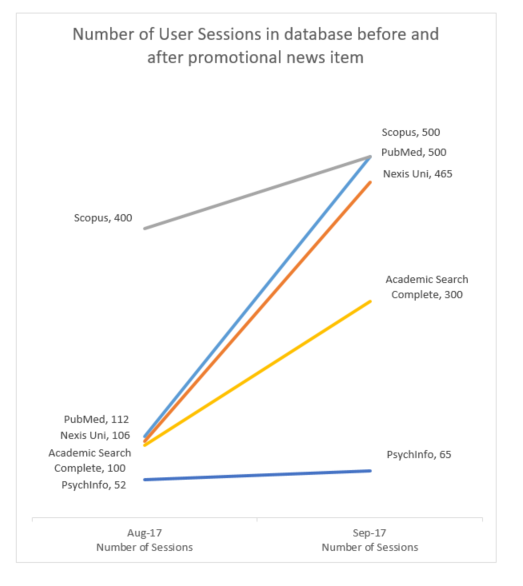 Number of User Sessions in database before and
after promotional news item
Scopus, 500
PubMed, 500
Nexis Uni, 465
Scopus, 400
Academic Search
Complete, 300
PubMed, 112
Nexis Uni, 106
Academic Search
Complete, 100
PsychInfo, 52
PsychInfo, 65
Aug-17
Number of Sessions
Sep-17
Number of Sessions